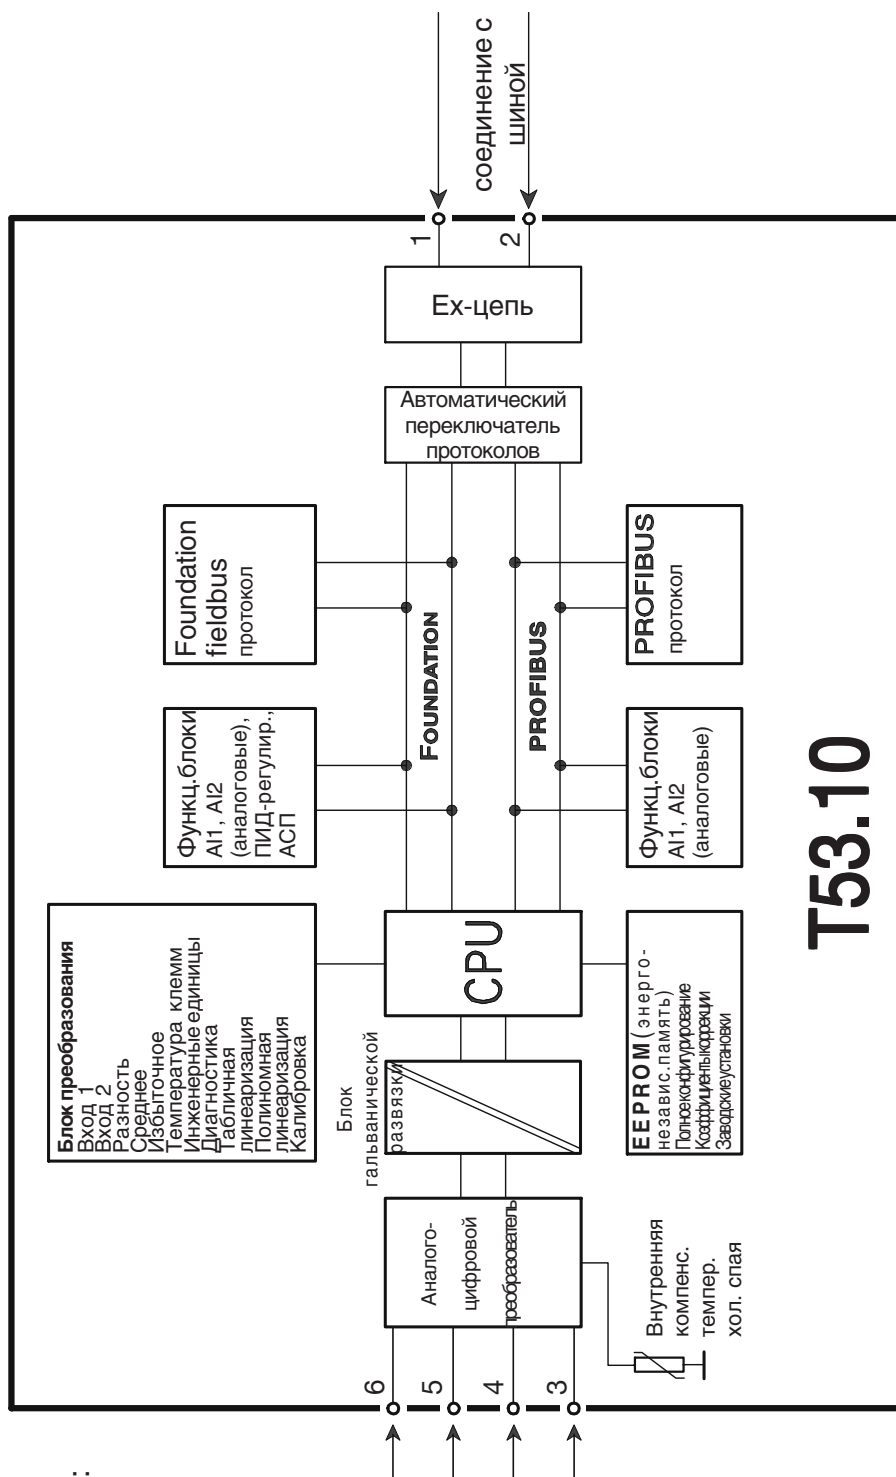 соединение с
шиной
1
2
Ex-цепь
Автоматический
переключатель
протоколов
Foundation
fieldbus
протокол
FOUNDATION
PROFIBUS
PROFIBUS
протокол
Функц.блоки
AI1, AI2
(аналоговые),
ПИД-регулир.,
АСП
Функц.блоки
AI1, AI2
(аналоговые)
T53.10
Блок преобразования
Вход 1
Вход 2
Разность
Среднее
Избыточное
Температура клемм
Инженерные единицы
Диагностика
Табличная
линеаризация
Полиномная
линеаризация
Калибровка
CPU
EEPROM (энерго-
независ.память)
Полное конфигурирование
Коэффициенты коррекции
Заводские установки
Блок
гальванической
развязки
Аналого-
цифровой
преобразователь
Внутренняя
компенс.
темпер.
хол. спая
6
5
4
3
: